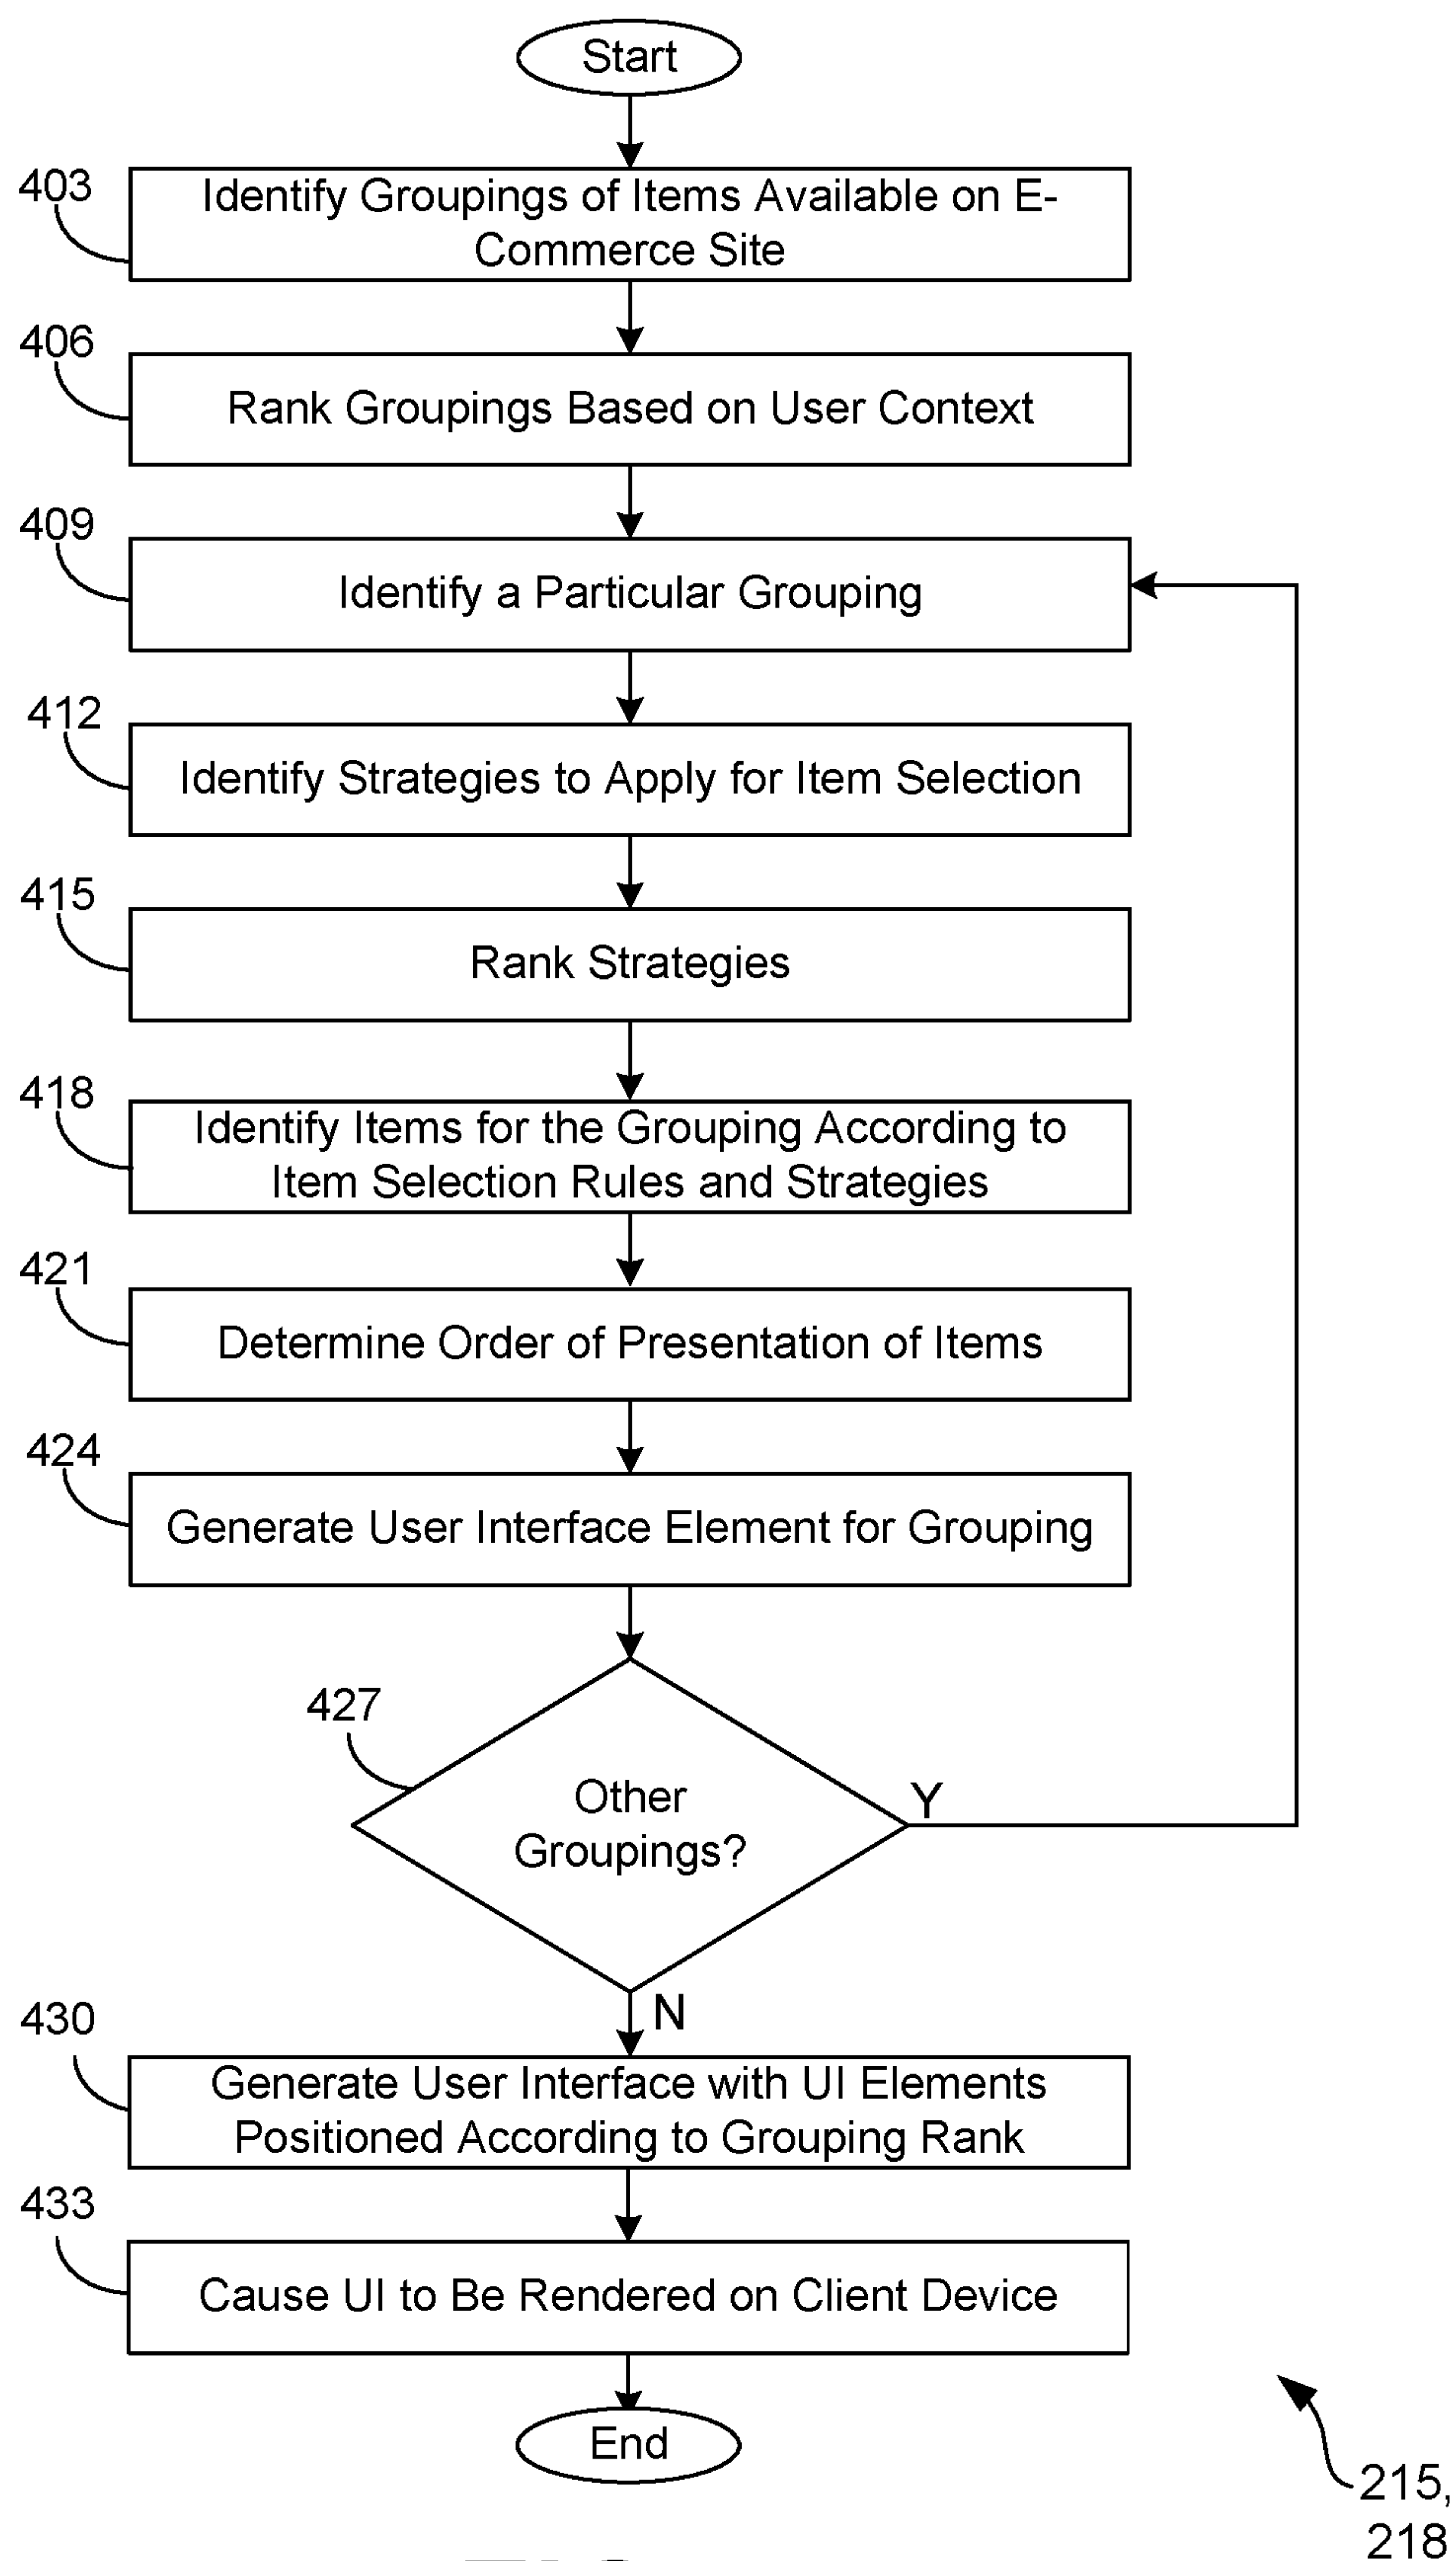 Start
403
Identify Groupings of Items Available on E-
Commerce Site
406
Rank Groupings Based on User Context
409
Identify a Particular Grouping
412
Identify Strategies to Apply for Item Selection
415
Rank Strategies
418
Identify Items for the Grouping According to
Item Selection Rules and Strategies
421
Determine Order of Presentation of Items
424
Generate User Interface Element for Grouping
427
Other
Groupings?
Y
N
430
Generate User Interface with UI Elements
Positioned According to Grouping Rank
433
Cause UI to Be Rendered on Client Device
End
215,
218